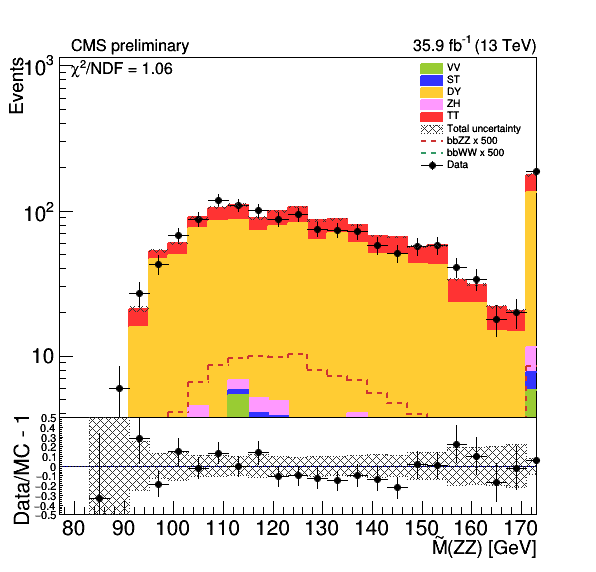 CMS preliminary 35.9 fb⁻¹ (13 TeV)
Events
10³
χ²/NDF = 1.06
VV
ST
DY
ZH
TT
Total uncertainty
bbZZ x 500
bbWW x 500
Data
10²
10
Data/MC - 1
0.5
0.4
0.3
0.2
0.1
0
-0.1
-0.2
-0.3
-0.4
-0.5
80 90 100 110 120 130 140 150 160 170
M̃(ZZ) [GeV]